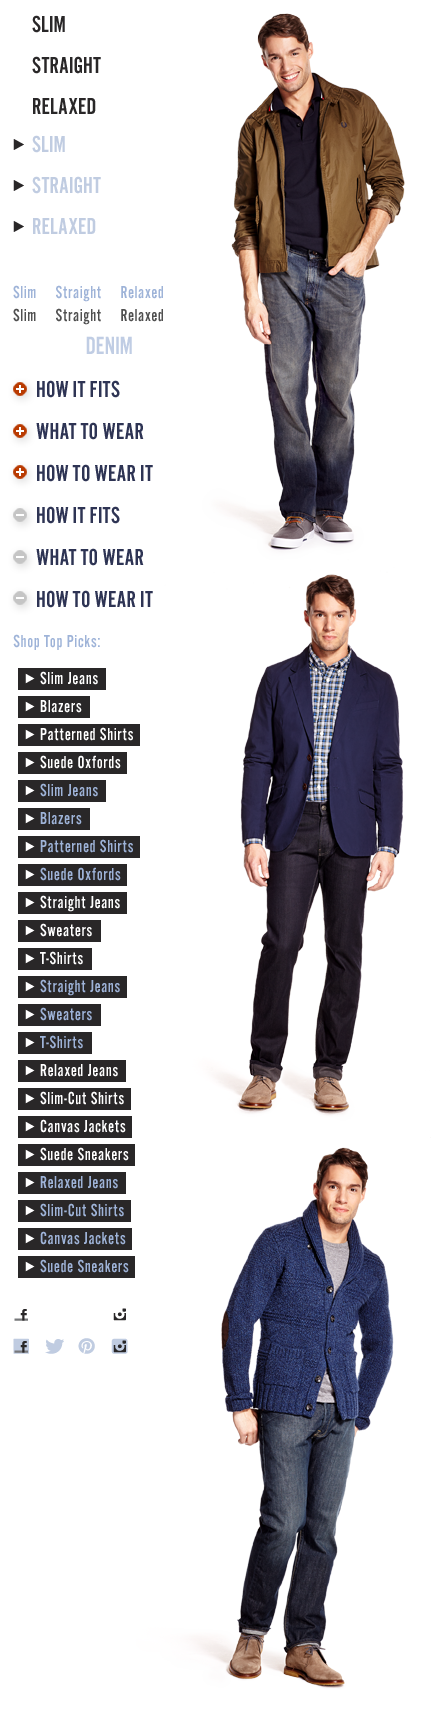 SLIM
STRAIGHT
RELAXED
SLIM
STRAIGHT
RELAXED
Slim Straight Relaxed
Slim Straight Relaxed
DENIM
HOW IT FITS
WHAT TO WEAR
HOW TO WEAR IT
HOW IT FITS
WHAT TO WEAR
HOW TO WEAR IT
Shop Top Picks:
Slim Jeans
Blazers
Patterned Shirts
Suede Oxfords
Slim Jeans
Blazers
Patterned Shirts
Suede Oxfords
Straight Jeans
Sweaters
T-Shirts
Straight Jeans
Sweaters
T-Shirts
Relaxed Jeans
Slim-Cut Shirts
Canvas Jackets
Suede Sneakers
Relaxed Jeans
Slim-Cut Shirts
Canvas Jackets
Suede Sneakers